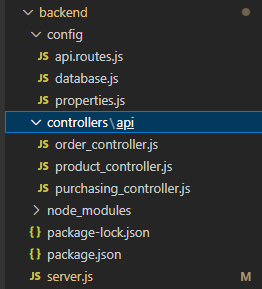 backend
config
JS api.routes.js
JS database.js
JS properties.js
controllers\api
JS order_controller.js
JS product_controller.js
JS purchasing_controller.js
node_modules
{} package-lock.json
{} package.json
JS server.js M